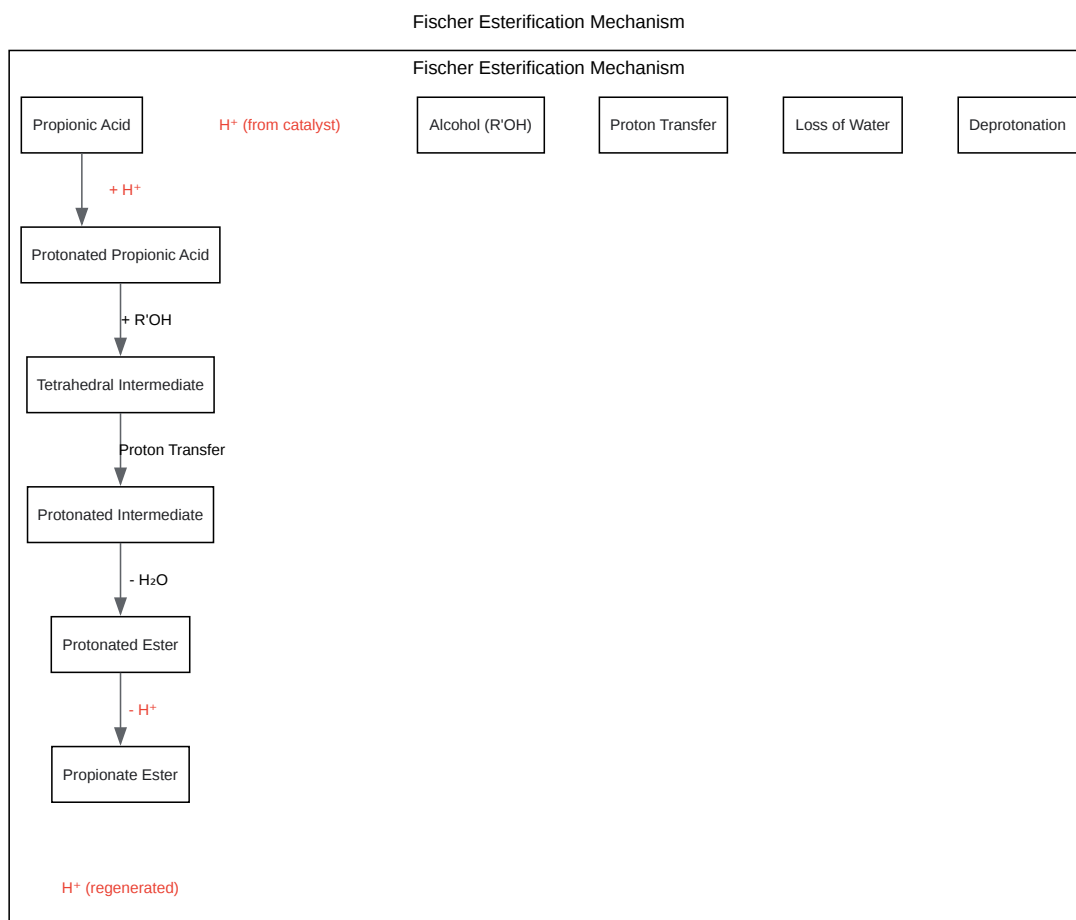 Fischer Esterification Mechanism
Fischer Esterification Mechanism
Propionic Acid
H⁺ (from catalyst)
Alcohol (R'OH)
Proton Transfer
Loss of Water
Deprotonation
+ H⁺
Protonated Propionic Acid
+ R'OH
Tetrahedral Intermediate
Proton Transfer
Protonated Intermediate
- H₂O
Protonated Ester
- H⁺
Propionate Ester
H⁺ (regenerated)